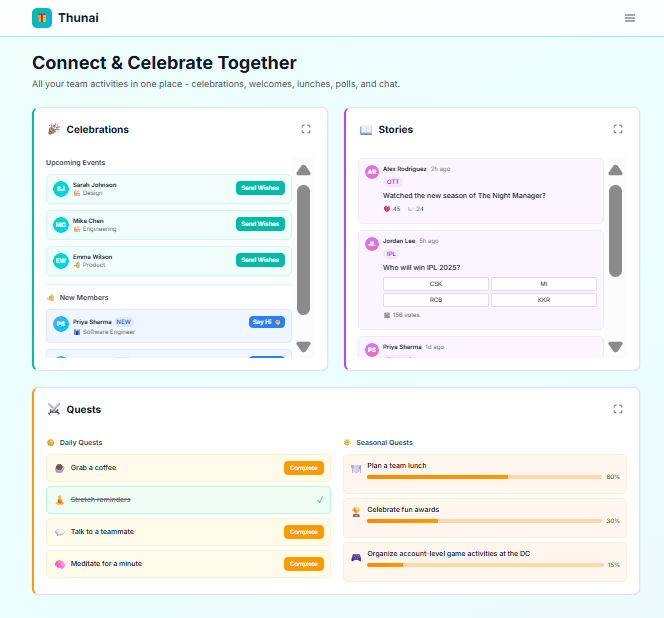 Thunai
Connect & Celebrate Together
All your team activities in one place - celebrations, welcomes, lunches, polls, and chat.
Celebrations
Upcoming Events
SJ
Sarah Johnson
Design
Send Wishes
MC
Mike Chen
Engineering
Send Wishes
EW
Emma Wilson
Product
Send Wishes
New Members
PS
Priya Sharma NEW
Software Engineer
Say Hi
Stories
AR
Alex Rodriguez 2h ago
OTT
Watched the new season of The Night Manager?
45 24
JL
Jordan Lee 5h ago
IPL
Who will win IPL 2025?
CSK MI
RCB KKR
156 votes
PS
Priya Sharma 1d ago
Quests
Daily Quests
Grab a coffee Complete
Stretch reminders ✓
Talk to a teammate Complete
Meditate for a minute Complete
Seasonal Quests
Plan a team lunch
60%
Celebrate fun awards
30%
Organize account-level game activities at the DC
15%